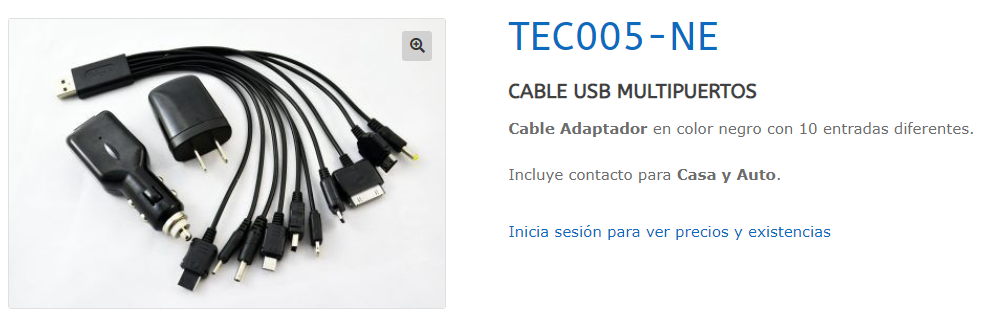 TEC005-NE
CABLE USB MULTIPUERTOS
Cable Adaptador en color negro con 10 entradas diferentes.
Incluye contacto para Casa y Auto.
Inicia sesión para ver precios y existencias